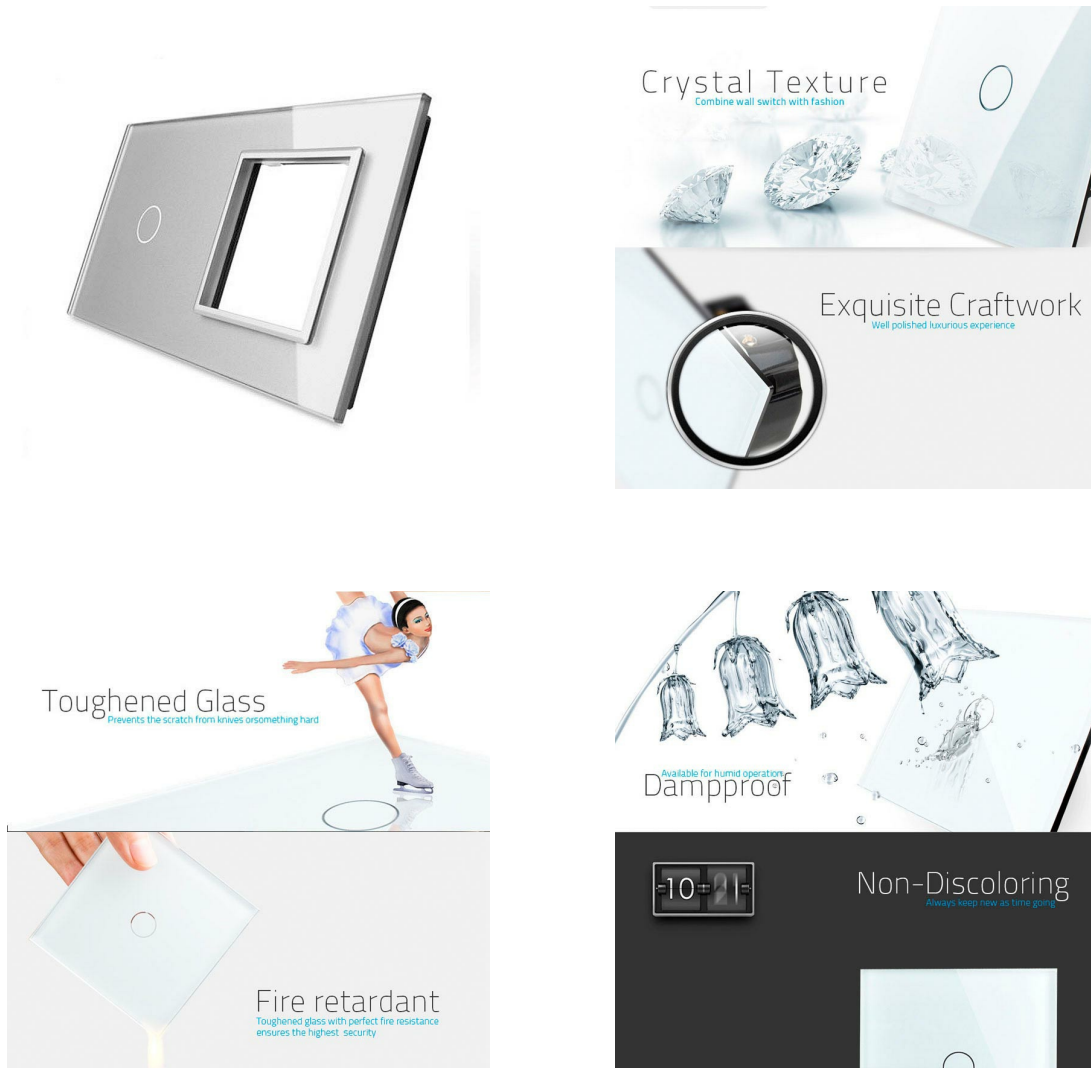 Crystal Texture
Combine wall switch with fashion
Exquisite Craftwork
Well polished luxurious experience
Toughened Glass
Prevents the scratch from knives orsomething hard
Fire retardant
Toughened glass with perfect fire resistance
ensures the highest security
Available for humid operation
Dampproof
10 21
Non-Discoloring
Always keep new as time going